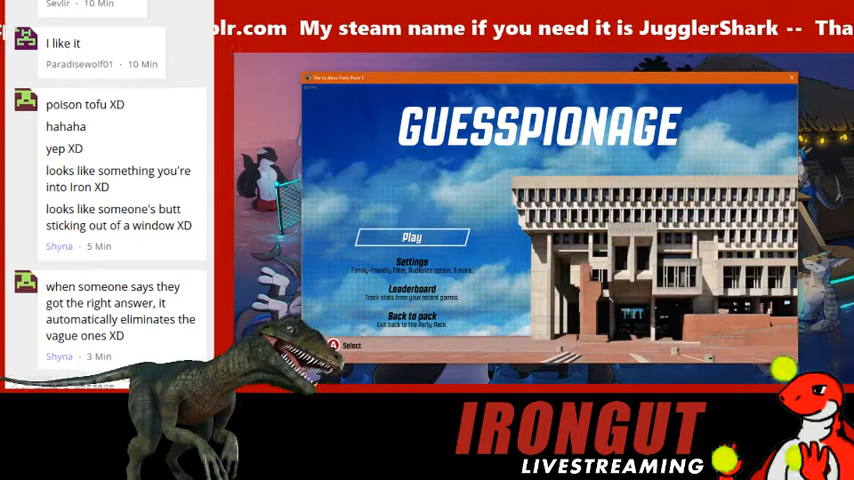 Sevlir · 10 Min
I like it
Paradisewolf01 · 10 Min
poison tofu XD
hahaha
yep XD
looks like something you're
into Iron XD
looks like someone's butt
sticking out of a window XD
Shyna · 5 Min
when someone says they
got the right answer, it
automatically eliminates the
vague ones XD
Shyna · 3 Min
blr.com My steam name if you need it is JugglerShark -- Tha
The Jackbox Party Pack 3
GUESSPIONAGE
Play
Settings
Family-Friendly Filter, Audience option, & more.
Leaderboard
Track stats from your recent games.
Back to pack
Exit back to the Party Pack.
A Select
IRONGUT
LIVESTREAMING